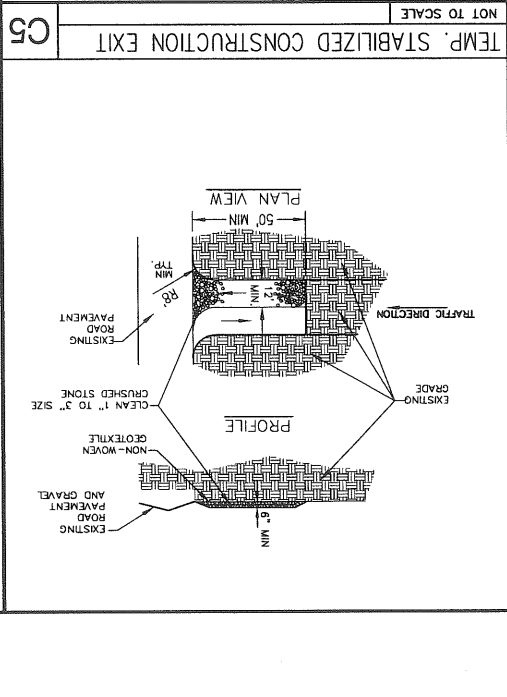 6" MIN
EXISTING
ROAD
PAVEMENT
AND GRAVEL
NON-WOVEN
GEOTEXTILE
PROFILE
EXISTING
GRADE
CLEAN 1" TO 3" SIZE
CRUSHED STONE
TRAFFIC DIRECTION
12'
MIN.
R8'
MIN
TYP.
EXISTING
ROAD
PAVEMENT
50' MIN
PLAN VIEW
TEMP. STABILIZED CONSTRUCTION EXIT
NOT TO SCALE
C5